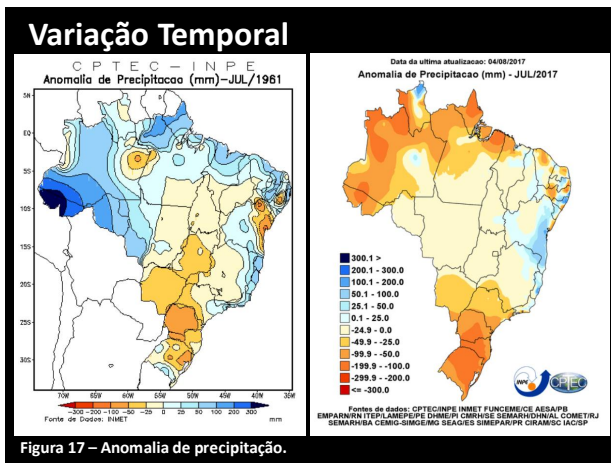 Variação Temporal
CPTEC-INPE
Anomalia de Precipitacao (mm)-JUL/1961
5N
EQ
5S
10S
15S
20S
25S
30S
70W 65W 60W 55W 50W 45W 40W 35W
-300 -200 -100 -50 -25 0 25 50 100 200 300
Fonte de Dados: INMET mm
Data da ultima atualizacao: 04/08/2017
Anomalia de Precipitacao (mm) - JUL/2017
300.1 >
200.1 - 300.0
100.1 - 200.0
50.1 - 100.0
25.1 - 50.0
0.1 - 25.0
-24.9 - 0.0
-49.9 - -25.0
-99.9 - -50.0
-199.9 - -100.0
-299.9 - -200.0
<= -300.0
INPE CPTEC
Fontes de dados: CPTEC/INPE INMET FUNCEME/CE AESA/PB
EMPARN/RN ITEP/LAMEPE/PE DHME/PI CMRH/SE SEMARH/DHN/AL COMET/RJ
SEMARH/BA CEMIG-SIMGE/MG SEAG/ES SIMEPAR/PR CIRAM/SC IAC/SP
Figura 17 – Anomalia de precipitação.